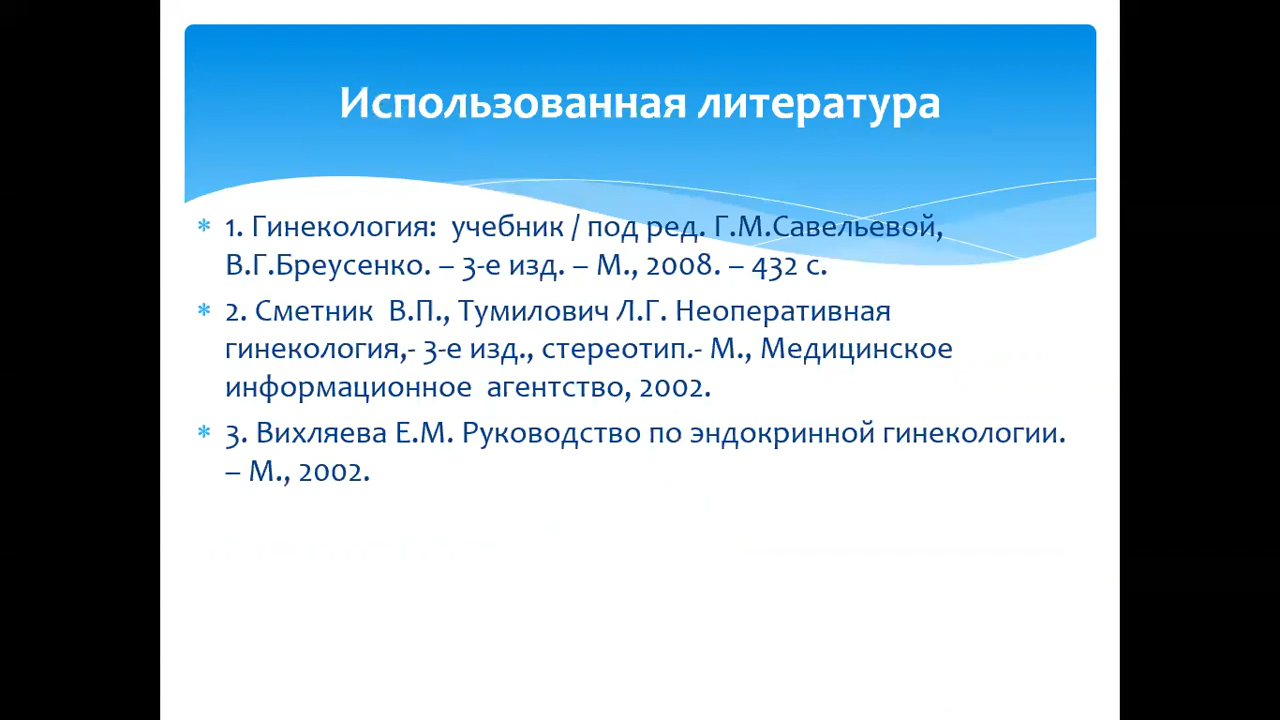 Использованная литература
* 1. Гинекология:  учебник / под ред. Г.М.Савельевой,
В.Г.Бреусенко. – 3-е изд. – М., 2008. – 432 с.
* 2. Сметник  В.П., Тумилович Л.Г. Неоперативная
гинекология,- 3-е изд., стереотип.- М., Медицинское
информационное  агентство, 2002.
* 3. Вихляева Е.М. Руководство по эндокринной гинекологии.
– М., 2002.